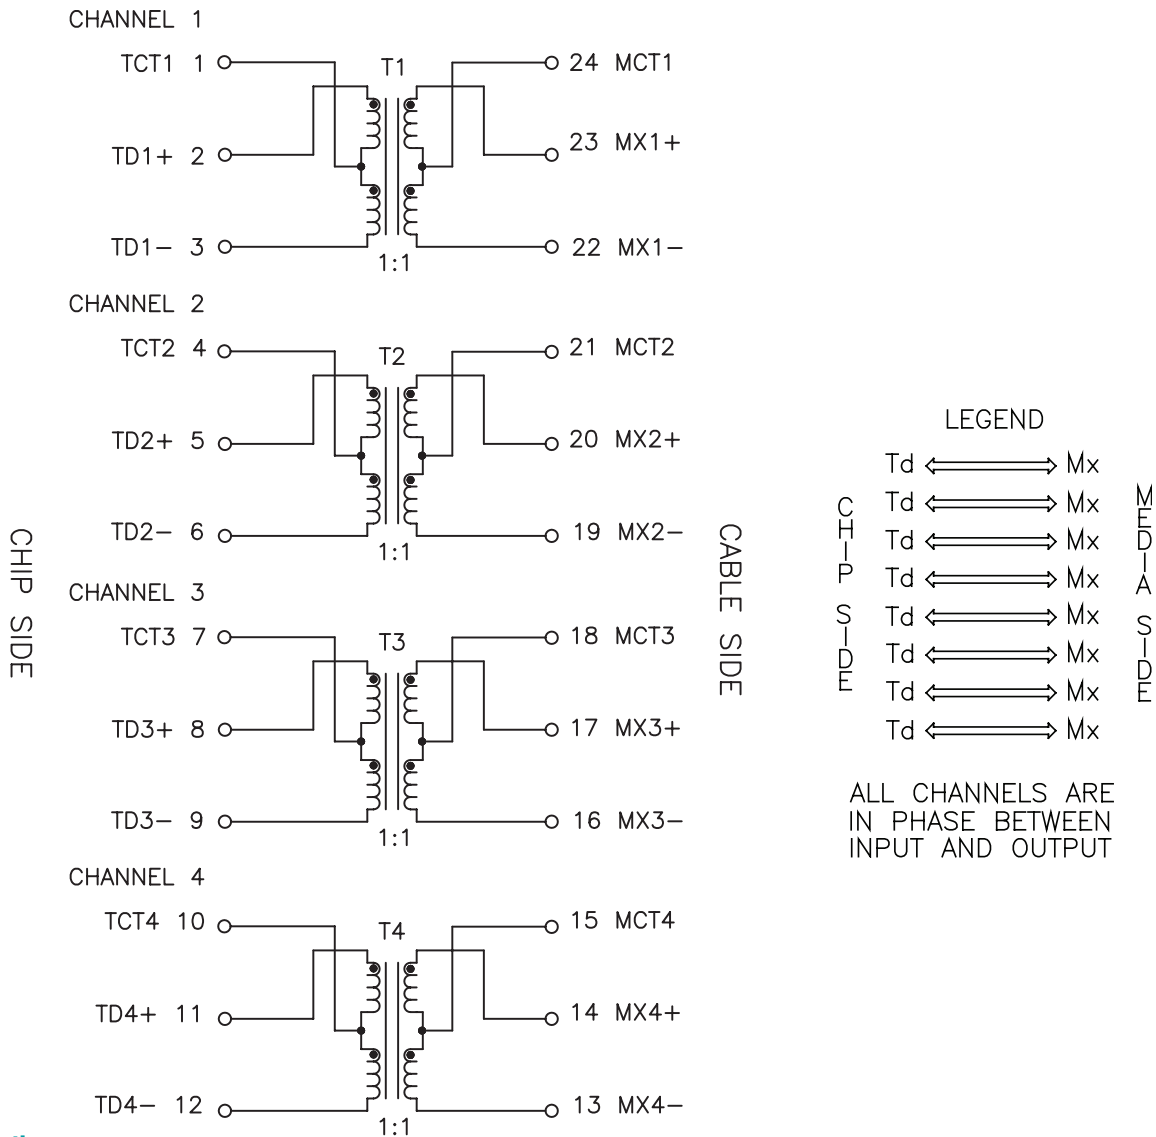 CHANNEL 1
TCT1 1
T1
24 MCT1
TD1+ 2
23 MX1+
TD1- 3
22 MX1-
1:1
CHANNEL 2
TCT2 4
T2
21 MCT2
TD2+ 5
20 MX2+
TD2- 6
19 MX2-
1:1
CHANNEL 3
TCT3 7
T3
18 MCT3
TD3+ 8
17 MX3+
TD3- 9
16 MX3-
1:1
CHANNEL 4
TCT4 10
T4
15 MCT4
TD4+ 11
14 MX4+
TD4- 12
13 MX4-
1:1
CHIP SIDE
CABLE SIDE
LEGEND
CHIP SIDE
Td Mx
Td Mx
Td Mx
Td Mx
Td Mx
Td Mx
Td Mx
Td Mx
MEDIA SIDE
ALL CHANNELS ARE
IN PHASE BETWEEN
INPUT AND OUTPUT